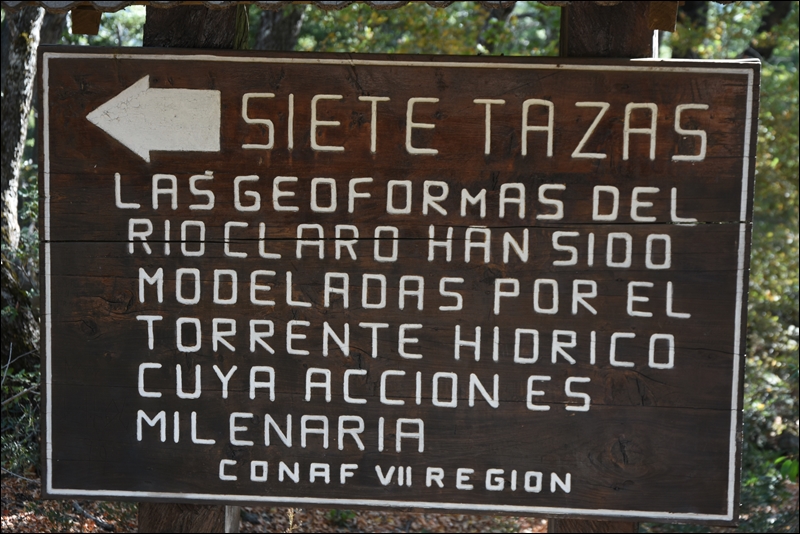 SIETE TAZAS
LAS GEOFORMAS DEL
RIO CLARO HAN SIDO
MODELADAS POR EL
TORRENTE HIDRICO
CUYA ACCION ES
MILENARIA
CONAF VII REGION